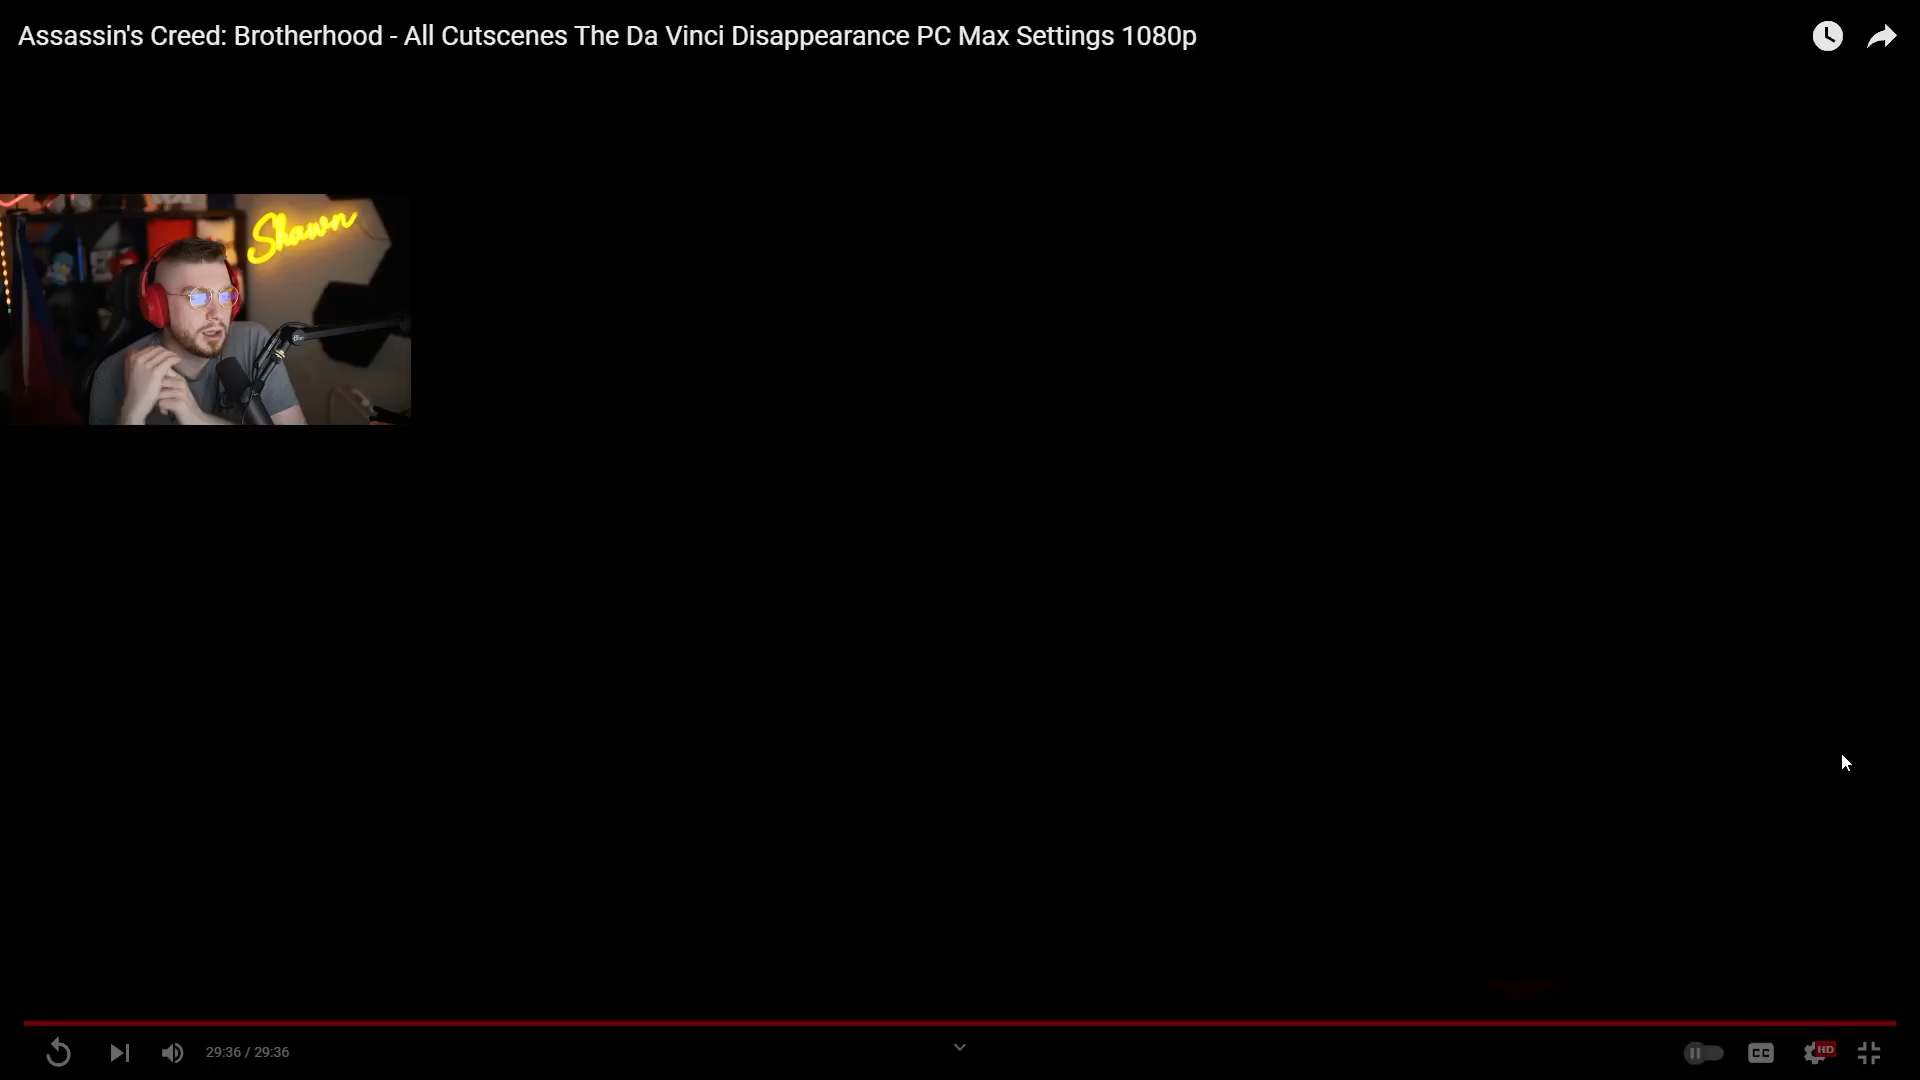 Assassin's Creed: Brotherhood - All Cutscenes The Da Vinci Disappearance PC Max Settings 1080p
Shawn
29:36 / 29:36
CC
HD